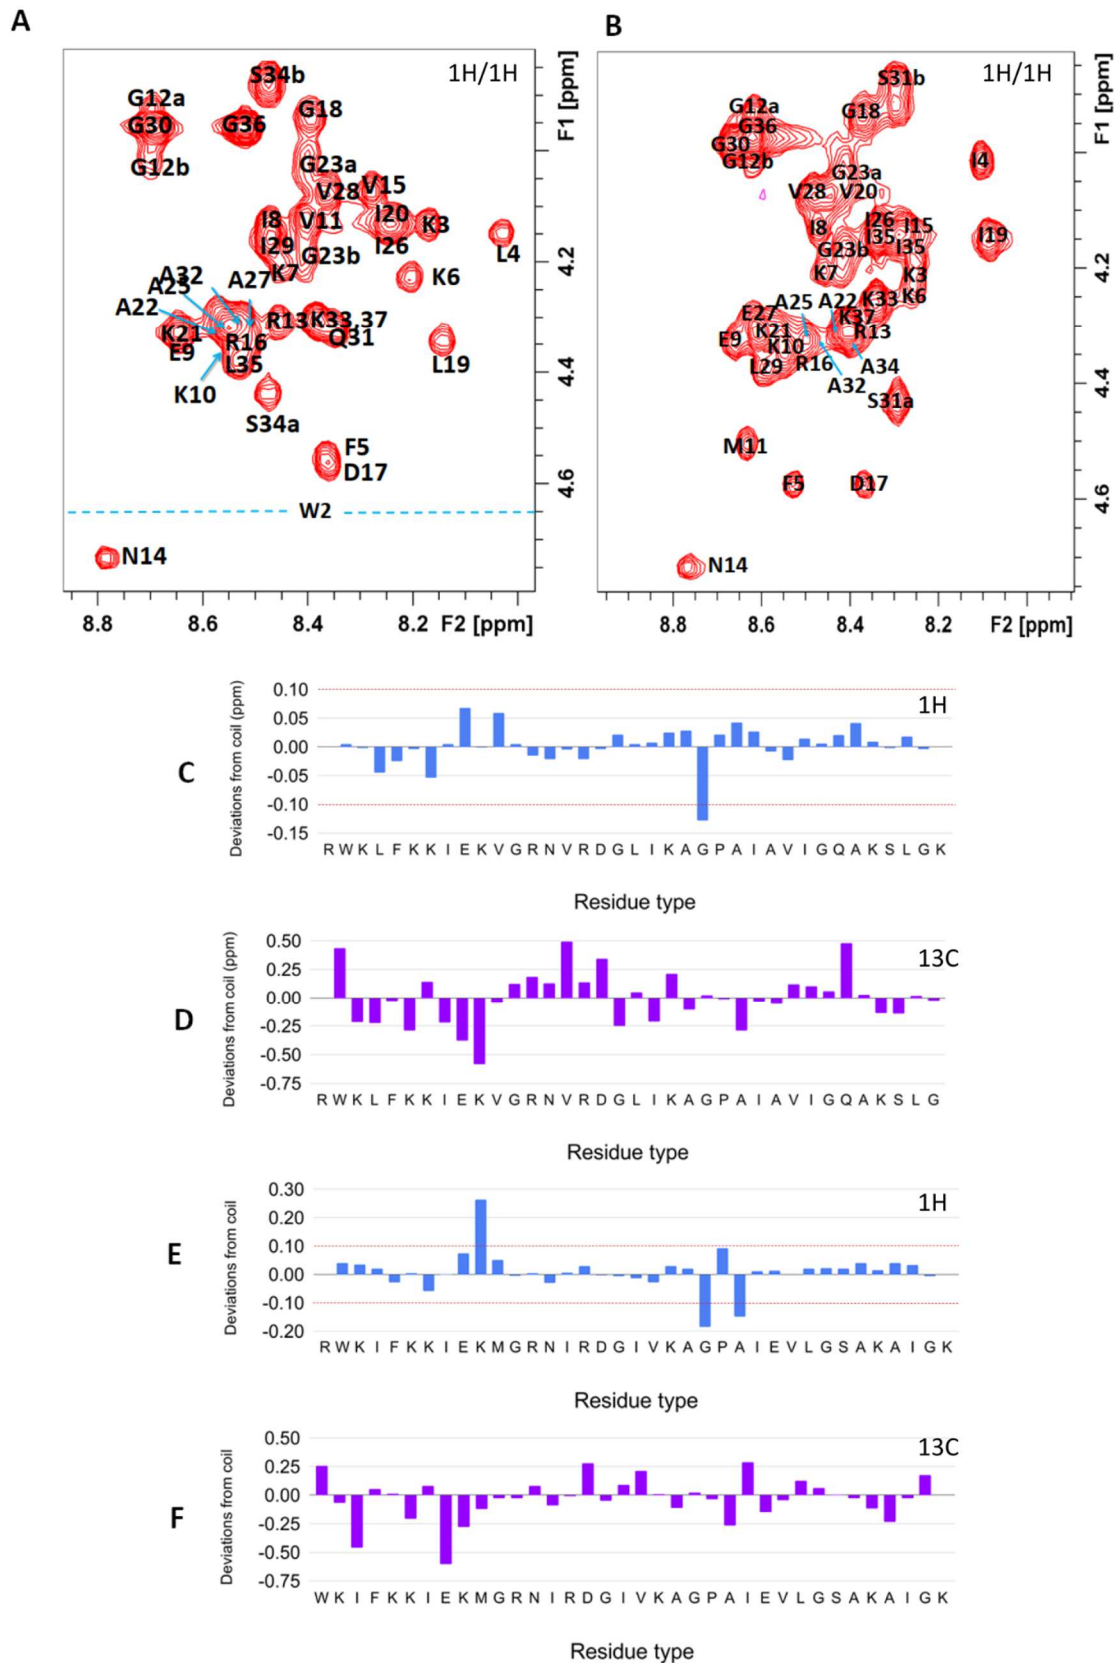 A
B
1H/1H
1H/1H
S34b
G12a
G30
G36
G18
G12b
G23a
V28
V15
I8
V11
I20
K3
I29
G23b
I26
L4
K7
K6
A32
A25
A27
A22
K21
R13
K33,37
E9
R16
Q31
L35
L19
K10
S34a
F5
D17
W2
N14
4.2
4.4
4.6
F1 [ppm]
8.8
8.6
8.4
8.2
F2 [ppm]
S31b
G12a
G18
G36
G30
G12b
I4
G23a
V28
V20
I26
I15
I8
I35
I35
I19
G23b
K7
K3
K6
A25
A22
K33
E27
K37
K21
R13
E9
K10
L29
R16
A34
A32
S31a
M11
F5
D17
N14
4.2
4.4
4.6
F1 [ppm]
8.8
8.6
8.4
8.2
F2 [ppm]
C
Deviations from coil (ppm)
0.10
0.05
0.00
-0.05
-0.10
-0.15
1H
R W K L F K K I E K V G R N V R D G L I K A G P A I A V I G Q A K S L G K
Residue type
D
Deviations from coil (ppm)
0.50
0.25
0.00
-0.25
-0.50
-0.75
13C
R W K L F K K I E K V G R N V R D G L I K A G P A I A V I G Q A K S L G
Residue type
E
Deviations from coil
0.30
0.20
0.10
0.00
-0.10
-0.20
1H
R W K I F K K I E K M G R N I R D G I V K A G P A I E V L G S A K A I G K
Residue type
F
Deviations from coil
0.50
0.25
0.00
-0.25
-0.50
-0.75
13C
W K I F K K I E K M G R N I R D G I V K A G P A I E V L G S A K A I G K
Residue type